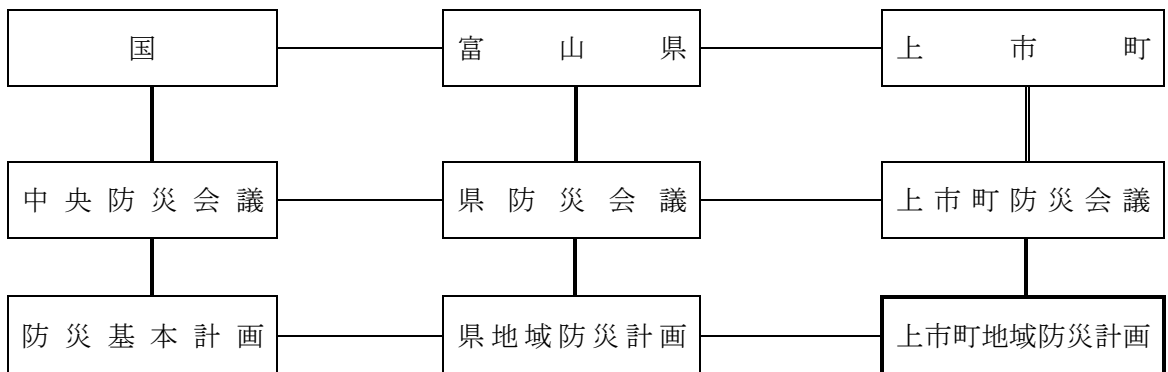 国
富山県
上市町
中央防災会議
県防災会議
上市町防災会議
防災基本計画
県地域防災計画
上市町地域防災計画